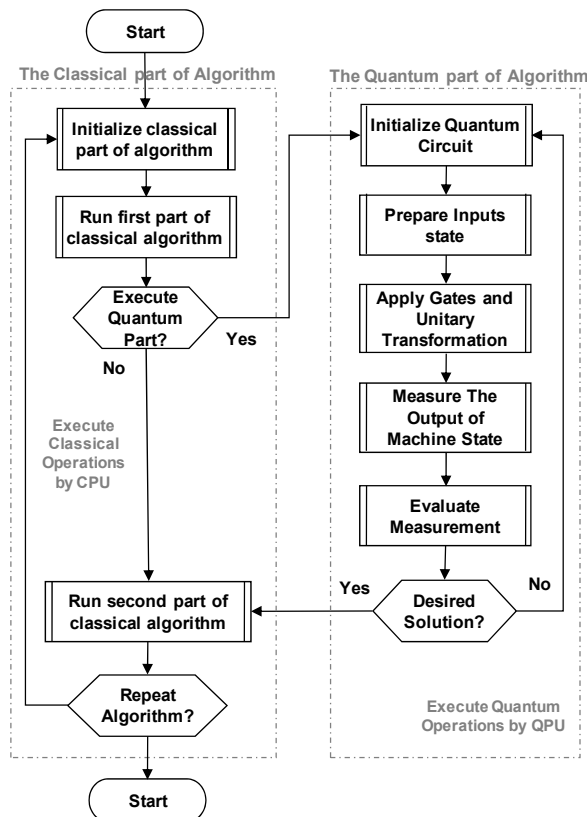 Start
The Classical part of Algorithm
Initialize classical
part of algorithm
Run first part of
classical algorithm
Execute
Quantum
Part?
Yes
No
Execute
Classical
Operations
by CPU
Run second part of
classical algorithm
Repeat
Algorithm?
Start
The Quantum part of Algorithm
Initialize Quantum
Circuit
Prepare Inputs
state
Apply Gates and
Unitary
Transformation
Measure The
Output of
Machine State
Evaluate
Measurement
Yes
Desired
Solution?
No
Execute Quantum
Operations by QPU